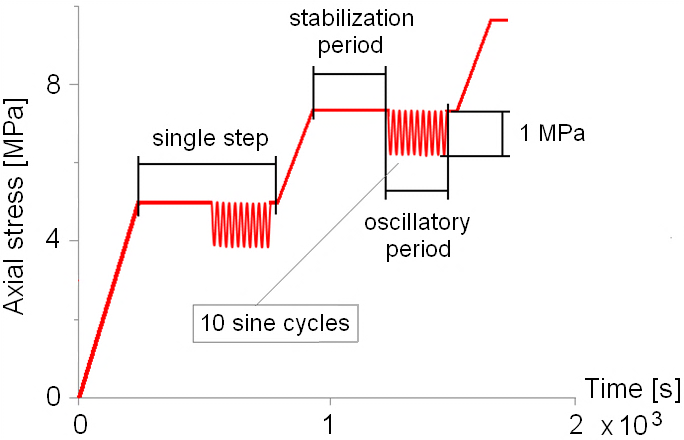 stabilization
period
8
single step
1 MPa
Axial stress [MPa]
4
oscillatory
period
10 sine cycles
0
Time [s]
0
1
2
x 10³